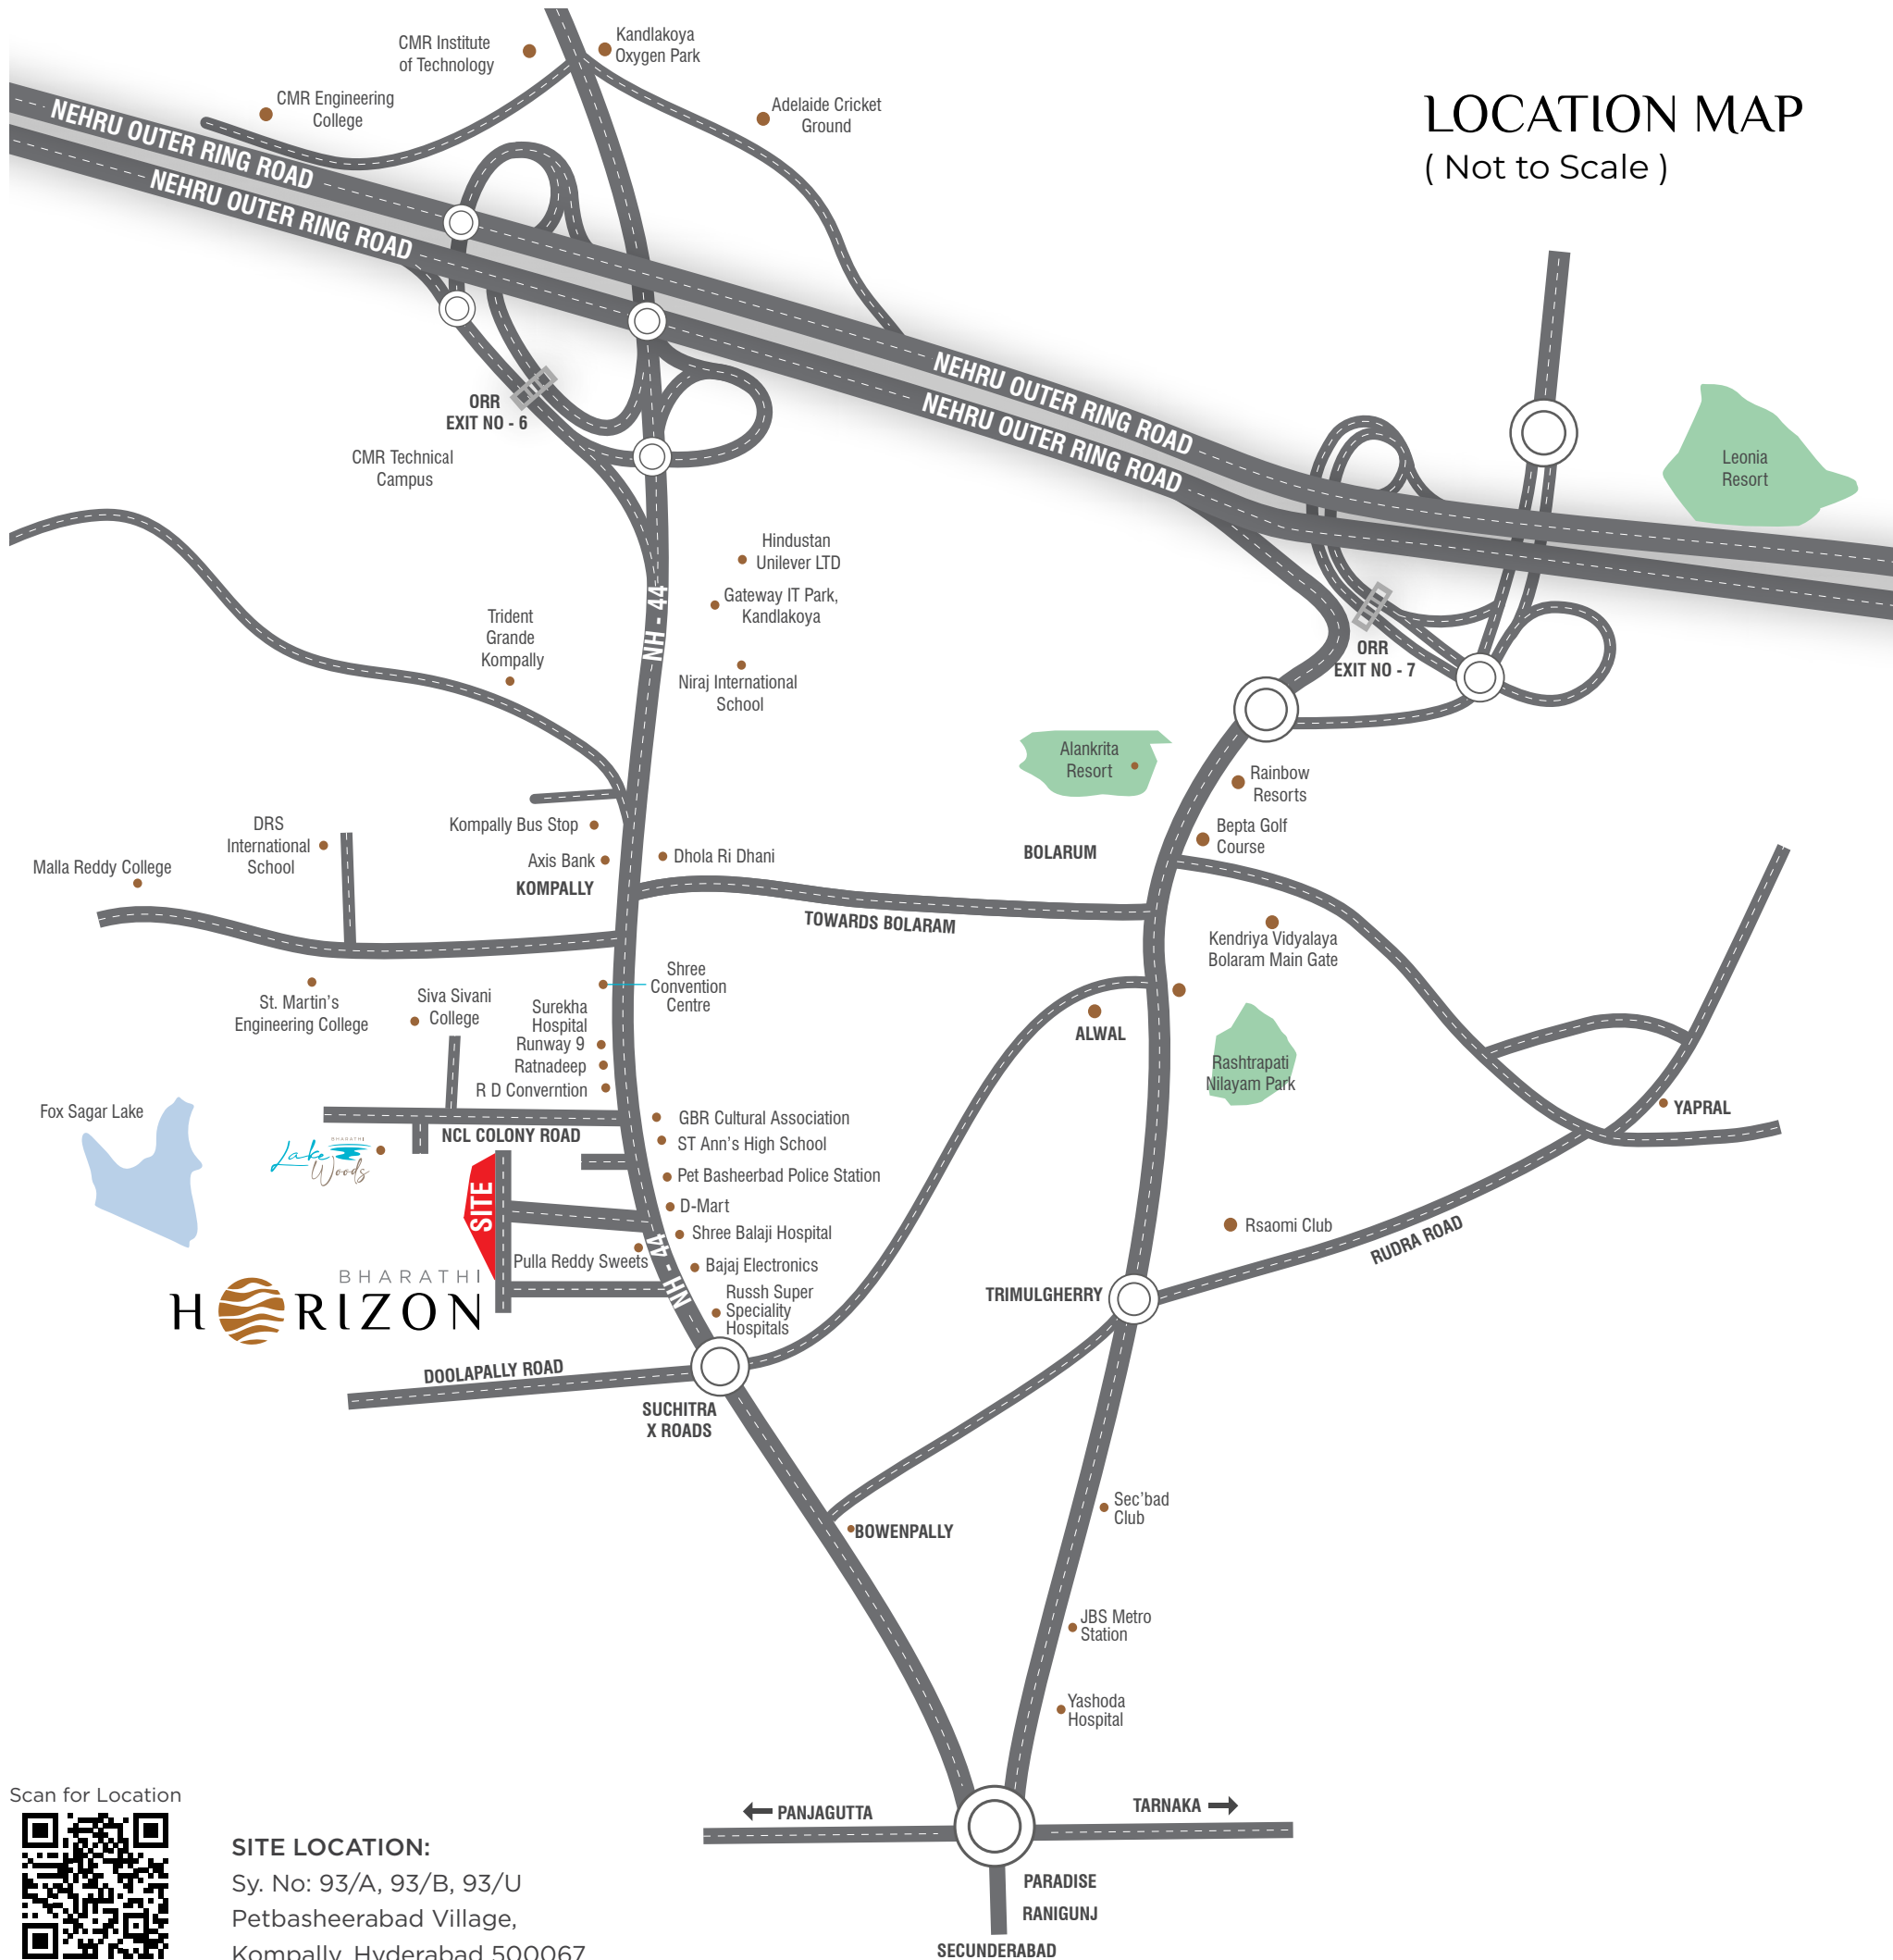 LOCATION MAP
( Not to Scale )
CMR Institute
of Technology
Kandlakoya
Oxygen Park
CMR Engineering
College
Adelaide Cricket
Ground
NEHRU OUTER RING ROAD
NEHRU OUTER RING ROAD
NEHRU OUTER RING ROAD
NEHRU OUTER RING ROAD
ORR
EXIT NO - 6
CMR Technical
Campus
Leonia
Resort
Hindustan
Unilever LTD
Gateway IT Park,
Kandlakoya
NH - 44
Trident
Grande
Kompally
Niraj International
School
ORR
EXIT NO - 7
Alankrita
Resort
Rainbow
Resorts
Bepta Golf
Course
BOLARUM
DRS
International
School
Kompally Bus Stop
Axis Bank
Dhola Ri Dhani
KOMPALLY
Malla Reddy College
TOWARDS BOLARAM
Kendriya Vidyalaya
Bolaram Main Gate
Shree
Convention
Centre
St. Martin's
Engineering College
Siva Sivani
College
Surekha
Hospital
Runway 9
Ratnadeep
R D Converntion
ALWAL
Rashtrapati
Nilayam Park
YAPRAL
Fox Sagar Lake
GBR Cultural Association
NCL COLONY ROAD
ST Ann's High School
BHARATHI
Lake
Woods
Pet Basheerbad Police Station
SITE
D-Mart
Shree Balaji Hospital
Pulla Reddy Sweets
NH - 44
Bajaj Electronics
Russh Super
Speciality
Hospitals
Rsaomi Club
RUDRA ROAD
BHARATHI
HORIZON
TRIMULGHERRY
DOOLAPALLY ROAD
SUCHITRA
X ROADS
Sec'bad
Club
BOWENPALLY
JBS Metro
Station
Yashoda
Hospital
PANJAGUTTA
TARNAKA
PARADISE
RANIGUNJ
SECUNDERABAD
Scan for Location
SITE LOCATION:
Sy. No: 93/A, 93/B, 93/U
Petbasheerabad Village,
Kompally, Hyderabad 500067